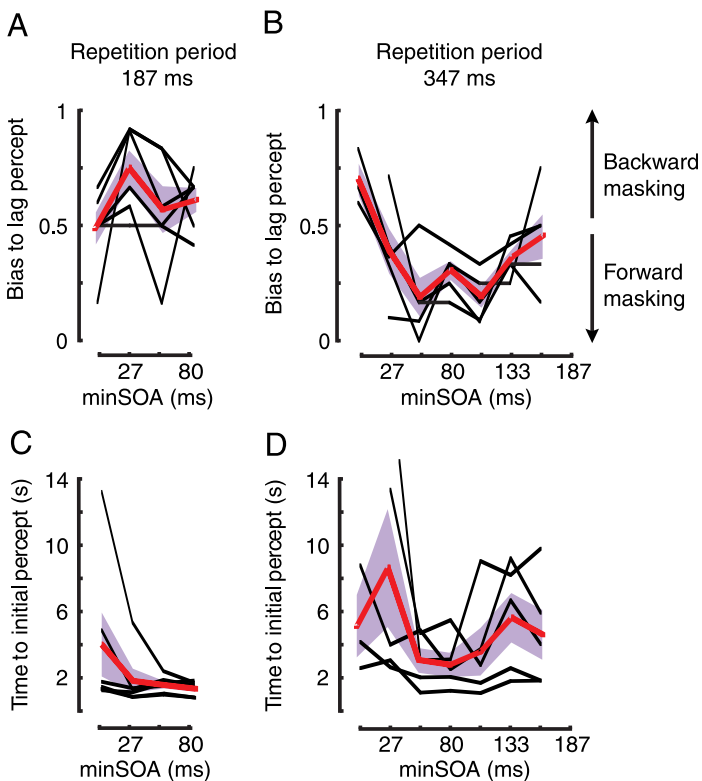 A
Repetition period
187 ms
Bias to lag percept
1
0.5
0
27
80
minSOA (ms)
B
Repetition period
347 ms
Bias to lag percept
1
0.5
0
27
80
133
187
minSOA (ms)
Backward
masking
Forward
masking
C
Time to initial percept (s)
14
10
6
2
27
80
minSOA (ms)
D
Time to initial percept (s)
14
10
6
2
27
80
133
187
minSOA (ms)